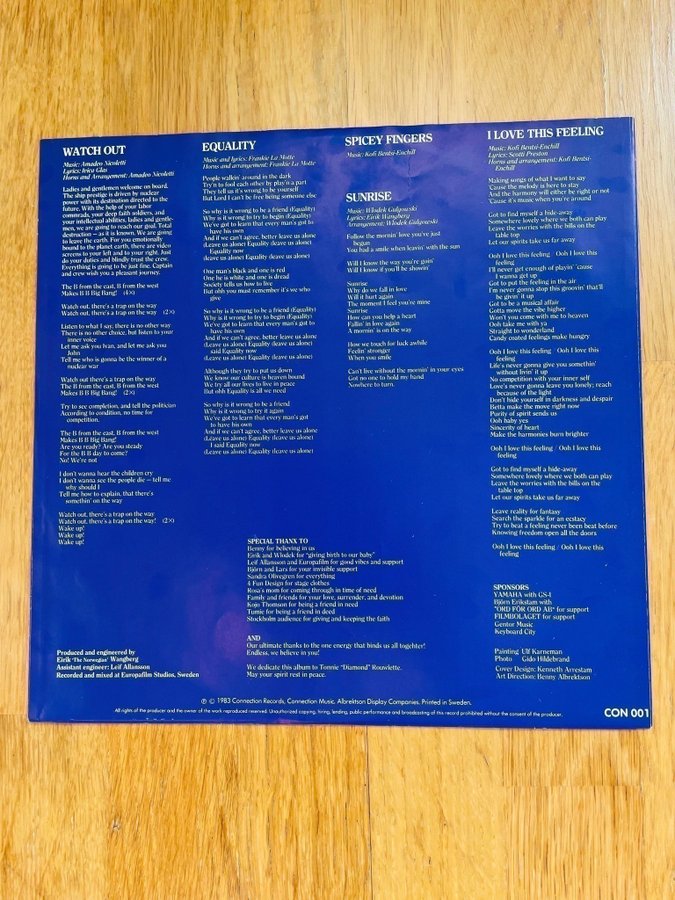 WATCH OUT
Music: Amadeo Nicoletti
Lyrics: Irica Glas
Horns and Arrangement: Amadeo Nicoletti
Ladies and gentlemen welcome on board.
The ship prestige is driven by nuclear
power with its destination directed to the
future. With the help of your labor
comrads, your deep faith soldiers, and
your intellectual abilities, ladies and gentle-
men, we are going to reach our goal. Total
destruction – as it is known. We are going
to leave the earth. For you emotionally
bound to the planet earth, there are video
screens to your left and to your right. Just
do your duties and blindly trust the crew.
Everything is going to be just fine. Captain
and crew wish you a pleasant journey.
The B from the east, B from the west
Makes B B Big Bang! (4×)
Watch out, there's a trap on the way
Watch out, there's a trap on the way (2×)
Listen to what I say, there is no other way
There is no other choice, but listen to your
inner voice
Let me ask you Ivan, and let me ask you
John
Tell me who is gonna be the winner of a
nuclear war
Watch out there's a trap on the way
The B from the east, B from the west
Makes B B Big Bang! (2×)
Try to see completion, and tell the politician
According to condition, no time for
competition.
The B from the east, B from the west
Makes B B Big Bang!
Are you ready? Are you steady
For the B B day to come?
No! We're not
I don't wanna hear the children cry
I don't wanna see the people die – tell me
why should I
Tell me how to explain, that there's
somethin' on the way
Watch out, there's a trap on the way
Watch out, there's a trap on the way! (2×)
Wake up!
Wake up!
Wake up!
Produced and engineered by
Eirik "The Norwegian" Wangberg
Assistant engineer: Leif Allansson
Recorded and mixed at Europafilm Studios, Sweden
EQUALITY
Music and lyrics: Frankie La Motte
Horns and arrangement: Frankie La Motte
People walkin' around in the dark
Try'n to fool each other by play'n a part
They tell us it's wrong to be yourself
But Lord I can't be free being someone else
So why is it wrong to be a friend (Equality)
Why is it wrong to try to begin (Equality)
We've got to learn that every man's got to
have his own
And if we can't agree, better leave us alone
(Leave us alone) Equality (leave us alone)
Equality now
(leave us alone) Equality (leave us alone)
One man's black and one is red
One he is white and one is dread
Society tells us how to live
But ohh you must remember it's we who
give
So why is it wrong to be a friend (Equality)
Why is it wrong to try to begin (Equality)
We've got to learn that every man's got to
have his own
And if we can't agree, better leave us alone
(Leave us alone) Equality (leave us alone)
I said Equality now
(Leave us alone) Equality (leave us alone)
Although they try to put us down
We know our culture is heaven bound
We try all our lives to live in peace
But ohh Equality is all we need
So why is it wrong to be a friend
Why is it wrong to try again
We've got to learn that every man's got
to have his own
And if we can't agree, better leave us alone
(Leave us alone) Equality (leave us alone)
I said Equality now
(Leave us alone) Equality (leave us alone)
SPICEY FINGERS
Music: Kofi Bentsi-Enchill
SUNRISE
Music: Wlodek Gulgowski
Lyrics: Eirik Wangberg
Arrangement: Wlodek Gulgowski
Follow the mornin' love you've just
begun
You had a smile when leavin' with the sun
Will I know the way you're goin'
Will I know if you'll be showin'
Sunrise
Why do we fall in love
Will it hurt again
The moment I feel you're mine
Sunrise
How can you help a heart
Fallin' in love again
A mornin' is on the way
How we touch for luck awhile
Feelin' stronger
When you smile
Can't live without the mornin' in your eyes
Got no one to hold my hand
Nowhere to turn.
I LOVE THIS FEELING
Music: Kofi Bentsi-Enchill
Lyrics: Scotti Preston
Horns and arrangement: Kofi Bentsi-
Enchill
Making songs of what I want to say
'Cause the melody is here to stay
And the harmony will either be right or not
'Cause it's music when you're around
Got to find myself a hide-away
Somewhere lovely where we both can play
Leave the worries with the bills on the
table top
Let our spirits take us far away
Ooh I love this feeling Ooh I love this
feeling
I'll never get enough of playin' 'cause
I wanna get up
Got to put the feeling in the air
I'm never gonna stop this groovin' that'll
be givin' it up
Got to be a musical affair
Gotta move the vibe higher
Won't you come with me to heaven
Ooh take me with ya
Straight to wonderland
Candy coated feelings make hungry
Ooh I love this feeling Ooh I love this
feeling
Life's never gonna give you somethin'
without livin' it up
No competition with your inner self
Love's never gonna leave you lonely; reach
because of the light
Don't hide yourself in darkness and despair
Betta make the move right now
Purity of spirit sends us
Ooh baby yes
Sincerity of heart
Make the harmonies burn brighter
Ooh I love this feeling / Ooh I love this
feeling
Got to find myself a hide-away
Somewhere lovely where we both can play
Leave the worries with the bills on the
table top
Let our spirits take us far away
Leave reality for fantasy
Search the sparkle for an ecstacy
Try to beat a feeling never been beat before
Knowing freedom open all the doors
Ooh I love this feeling / Ooh I love this
feeling
SPECIAL THANX TO
Benny for believing in us
Eirik and Wlodek for "giving birth to our baby"
Leif Allansson and Europafilm for good vibes and support
Björn and Lars for your invisible support
Sandra Olivegren for everything
4 Fun Design for stage clothes
Rosa's mom for coming through in time of need
Family and friends for your love, surrender, and devotion
Kojo Thomson for being a friend in need
Tumie for being a friend in deed
Stockholm audience for giving and keeping the faith
AND
Our ultimate thanks to the one energy that binds us all togehter!
Endless, we believe in you!
We dedicate this album to Tonnie "Diamond" Rouwlette.
May your spirit rest in peace.
SPONSORS
YAMAHA with GS-1
Björn Erikstam with
"ORD FÖR ORD AB" for support
FILMBOLAGET for support
Gentor Music
Keyboard City
Painting Ulf Karneman
Photo Gido Hildebrand
Cover Design: Kenneth Arrestam
Art Direction: Benny Albrektson
℗ © 1983 Connection Records, Connection Music, Albrektson Display Companies. Printed in Sweden.
All rights of the producer and the owner of the work reproduced reserved. Unauthorized copying, hiring, lending, public performance and broadcasting of this record prohibited without the consent of the producer.
CON 001